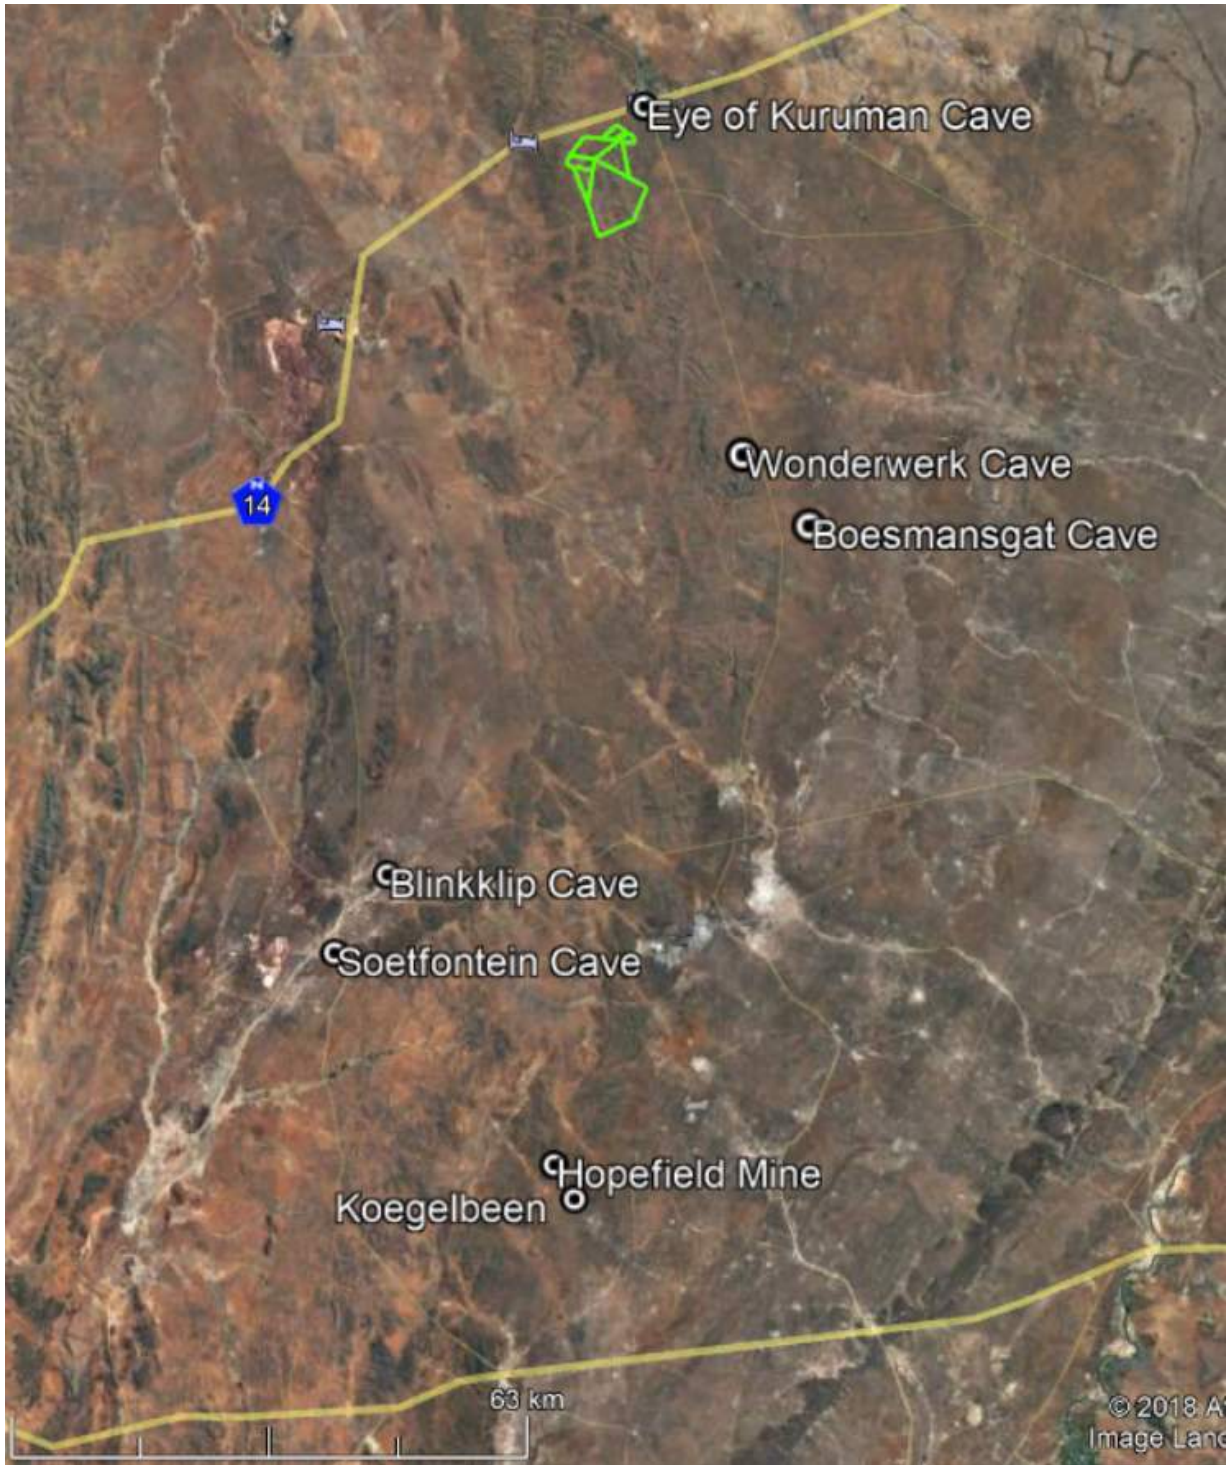 Eye of Kuruman Cave
Wonderwerk Cave
N
14
Boesmansgat Cave
Blinkklip Cave
Soetfontein Cave
Hopefield Mine
Koegelbeen
63 km
© 2018 A
Image Land